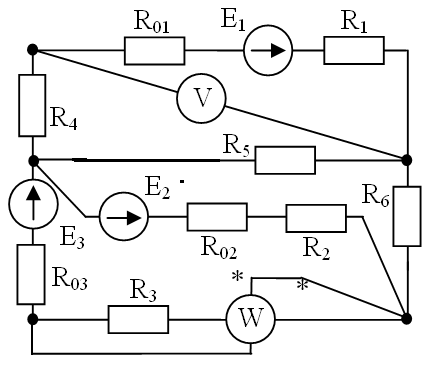 R₀₁ E₁ R₁
V
R₄
R₅
E₂
R₆
E₃
R₀₂ R₂
R₀₃
R₃ * *
W